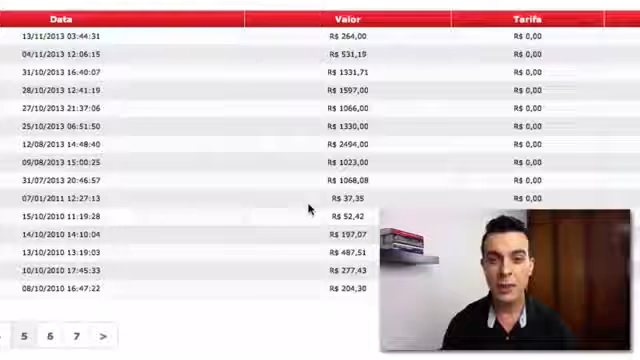 Data Valor Tarifa
13/11/2013 03:44:31 R$ 264,00 R$ 0,00
04/11/2013 12:06:15 R$ 531,19 R$ 0,00
31/10/2013 16:40:07 R$ 1331,71 R$ 0,00
28/10/2013 12:41:19 R$ 1597,00 R$ 0,00
27/10/2013 21:37:06 R$ 1066,00 R$ 0,00
25/10/2013 06:51:50 R$ 1330,00 R$ 0,00
12/08/2013 14:48:40 R$ 2494,00 R$ 0,00
09/08/2013 15:00:25 R$ 1023,00 R$ 0,00
31/07/2013 20:46:57 R$ 1068,08 R$ 0,00
07/01/2011 12:27:13 R$ 37,35 R$ 0,00
15/10/2010 11:19:28 R$ 52,42
14/10/2010 14:10:04 R$ 197,07
13/10/2010 13:19:03 R$ 487,51
10/10/2010 17:45:33 R$ 277,43
08/10/2010 16:47:22 R$ 204,30
5 6 7 >